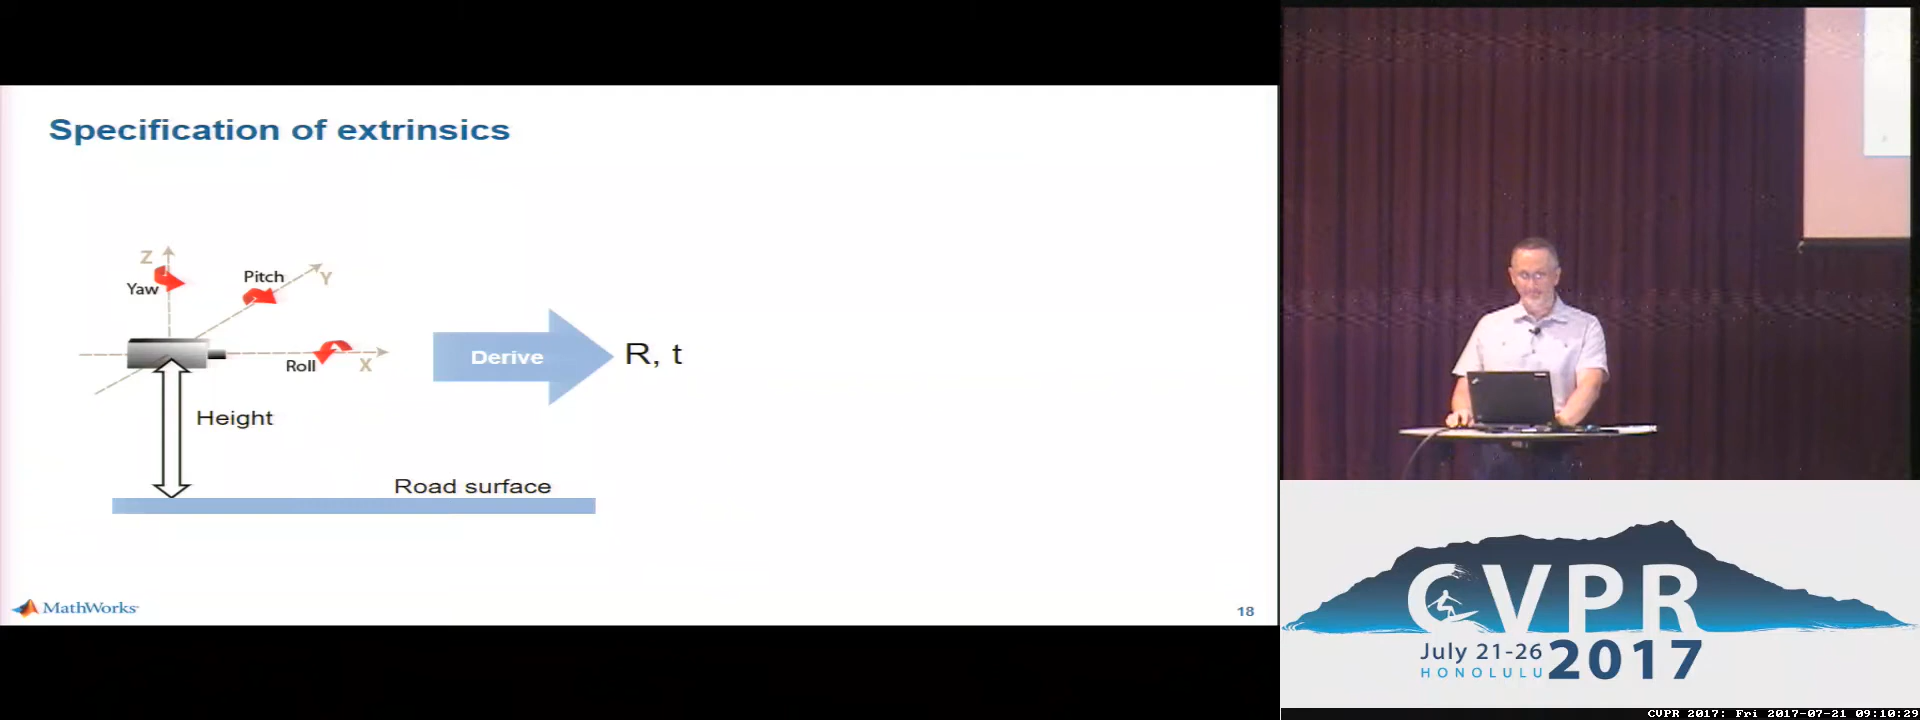 Specification of extrinsics
Z
Yaw
Pitch
Y
Roll
X
Derive
R, t
Height
Road surface
MathWorks
18
CVPR
July 21-26
HONOLULU
2017
CVPR 2017: Fri 2017-07-21 09:10:29